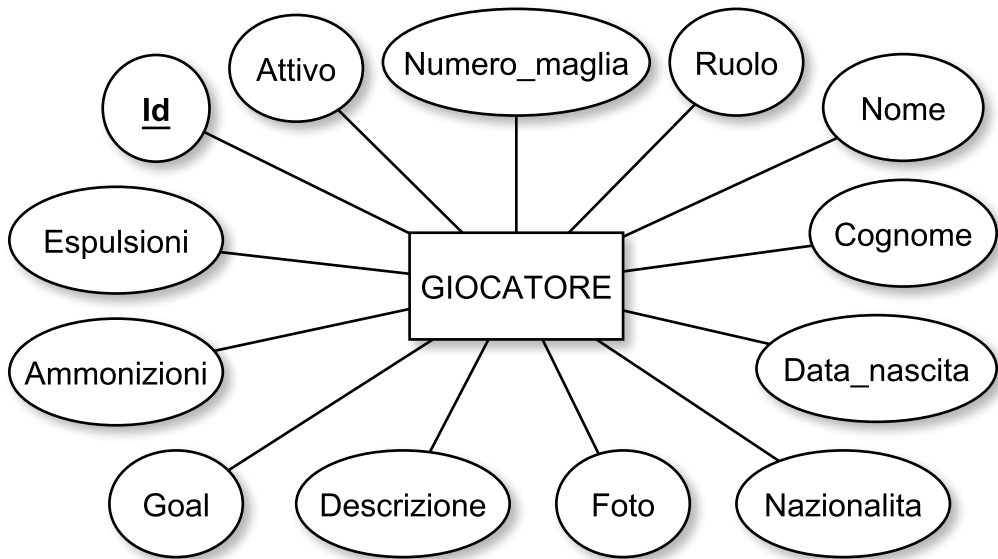 Id
Attivo
Numero_maglia
Ruolo
Nome
Espulsioni
Cognome
GIOCATORE
Ammonizioni
Data_nascita
Goal
Descrizione
Foto
Nazionalita